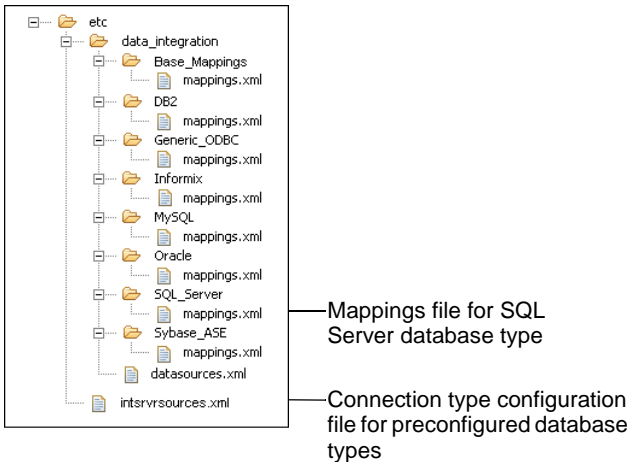 etc
data_integration
Base_Mappings
mappings.xml
DB2
mappings.xml
Generic_ODBC
mappings.xml
Informix
mappings.xml
MySQL
mappings.xml
Oracle
mappings.xml
SQL_Server
mappings.xml
Sybase_ASE
mappings.xml
datasources.xml
intsrvrsources.xml
Mappings file for SQL
Server database type
Connection type configuration
file for preconfigured database
types